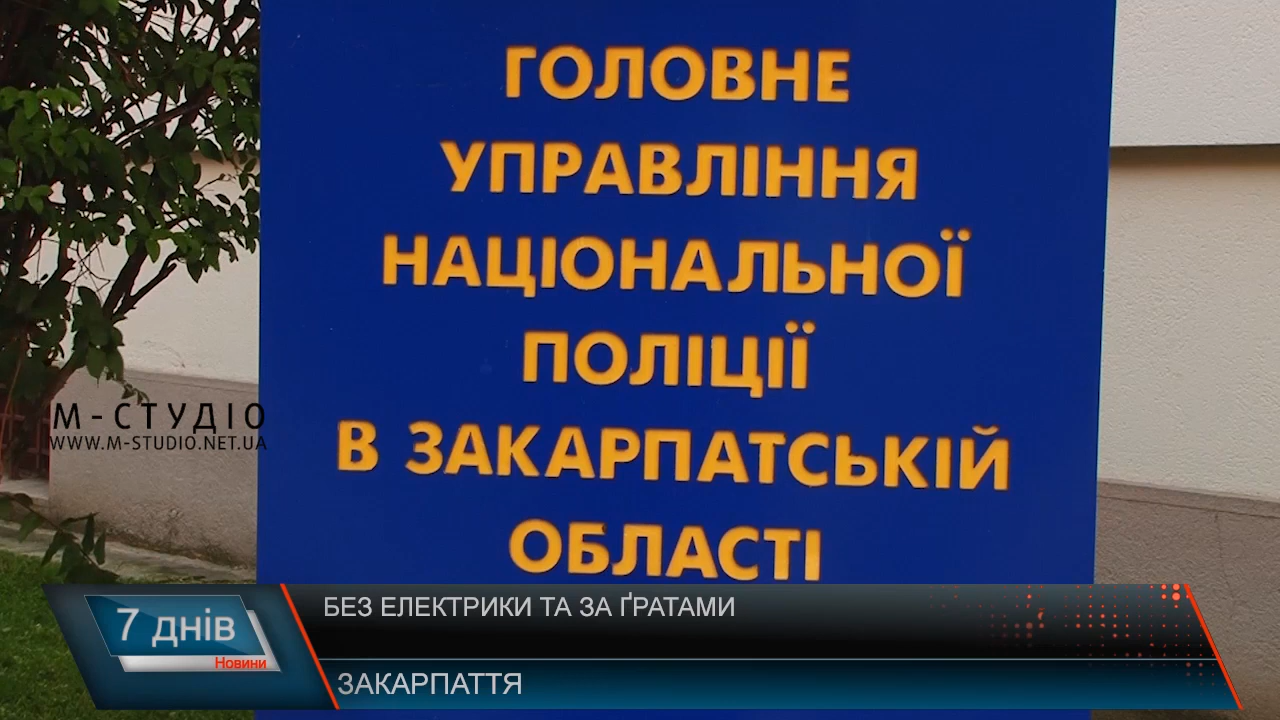 ГОЛОВНЕ
УПРАВЛІННЯ
НАЦІОНАЛЬНОЇ
ПОЛІЦІЇ
В ЗАКАРПАТСЬКІЙ
ОБЛАСТІ
М-СТУДІО
WWW.M-STUDIO.NET.UA
БЕЗ ЕЛЕКТРИКИ ТА ЗА ҐРАТАМИ
7 днів
Новини
ЗАКАРПАТТЯ